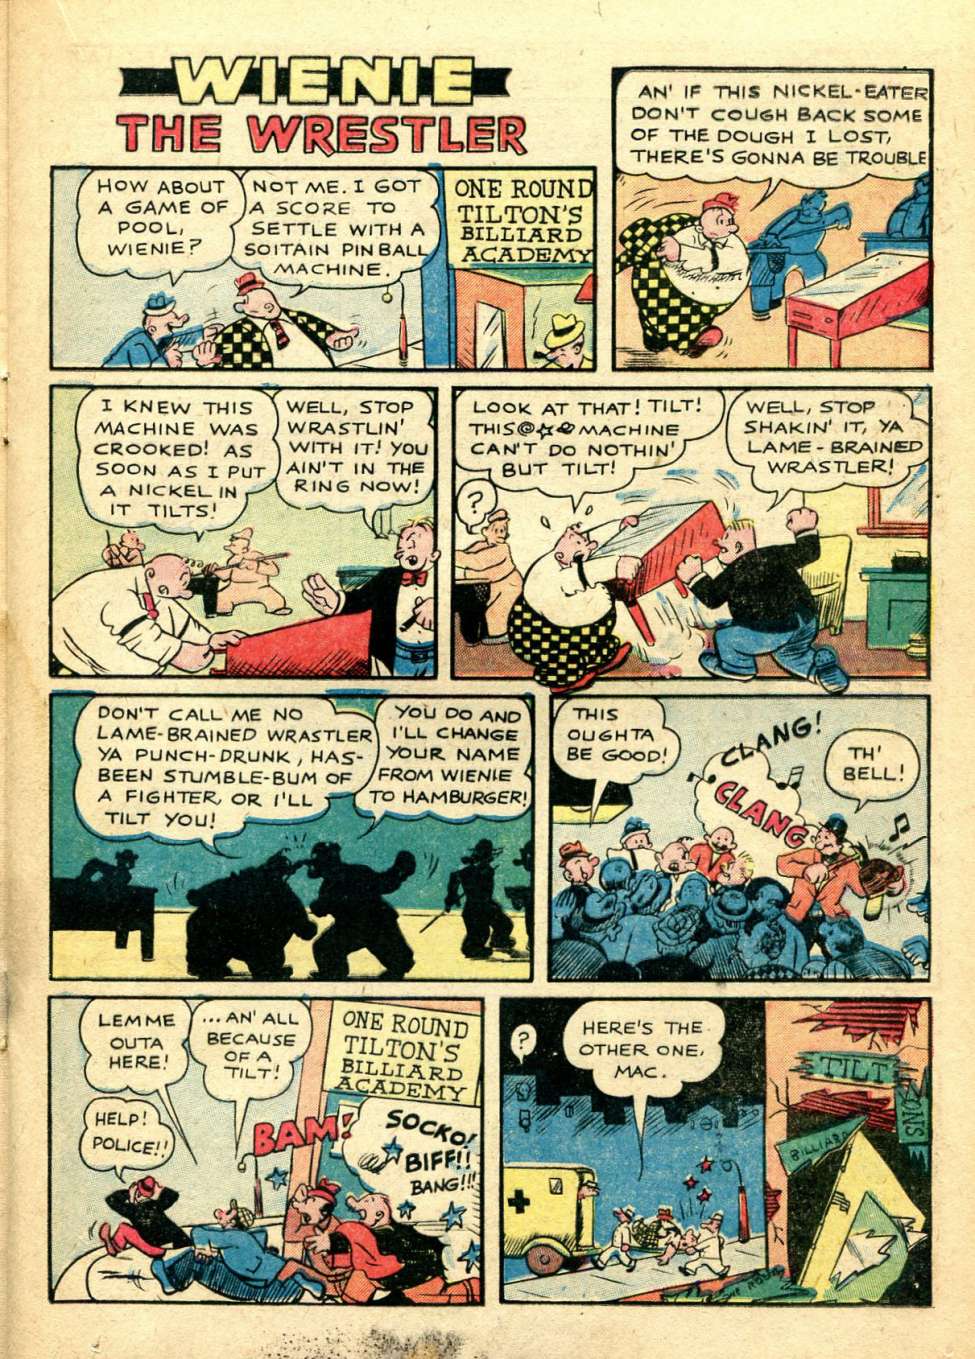 WIENIE
THE WRESTLER
HOW ABOUT
A GAME OF
POOL,
WIENIE?
NOT ME. I GOT
A SCORE TO
SETTLE WITH A
SOITAIN PINBALL
MACHINE.
ONE ROUND
TILTON'S
BILLIARD
ACADEMY
AN' IF THIS NICKEL-EATER
DON'T COUGH BACK SOME
OF THE DOUGH I LOST,
THERE'S GONNA BE TROUBLE
I KNEW THIS
MACHINE WAS
CROOKED! AS
SOON AS I PUT
A NICKEL IN
IT TILTS!
WELL, STOP
WRASTLIN'
WITH IT! YOU
AIN'T IN THE
RING NOW!
?
LOOK AT THAT! TILT!
THIS @☆ MACHINE
CAN'T DO NOTHIN'
BUT TILT!
WELL, STOP
SHAKIN' IT, YA
LAME-BRAINED
WRASTLER!
DON'T CALL ME NO
LAME-BRAINED WRASTLER
YA PUNCH-DRUNK, HAS-
BEEN STUMBLE-BUM OF
A FIGHTER, OR I'LL
TILT YOU!
YOU DO AND
I'LL CHANGE
YOUR NAME
FROM WIENIE
TO HAMBURGER!
THIS
OUGHTA
BE GOOD!
CLANG!
CLANG
TH'
BELL!
LEMME
OUTA
HERE!
...AN' ALL
BECAUSE
OF A
TILT!
HELP!
POLICE!!
BAM!
ONE ROUND
TILTON'S
BILLIARD
ACADEMY
SOCKO!
BIFF!!
BANG!!!
?
HERE'S THE
OTHER ONE,
MAC.
TILT
ONS
BILLIARD